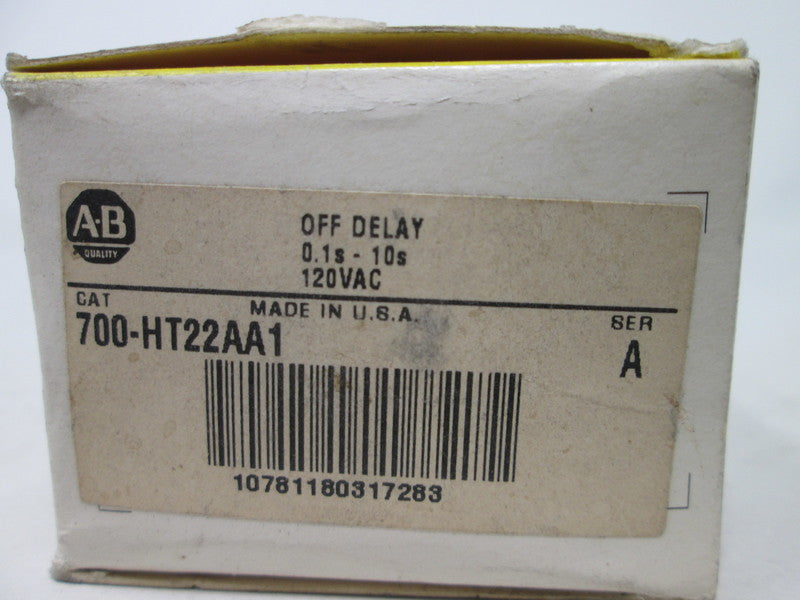 A·B
QUALITY
OFF DELAY
0.1s - 10s
120VAC
CAT
MADE IN U.S.A.
SER
700-HT22AA1
A
10781180317283